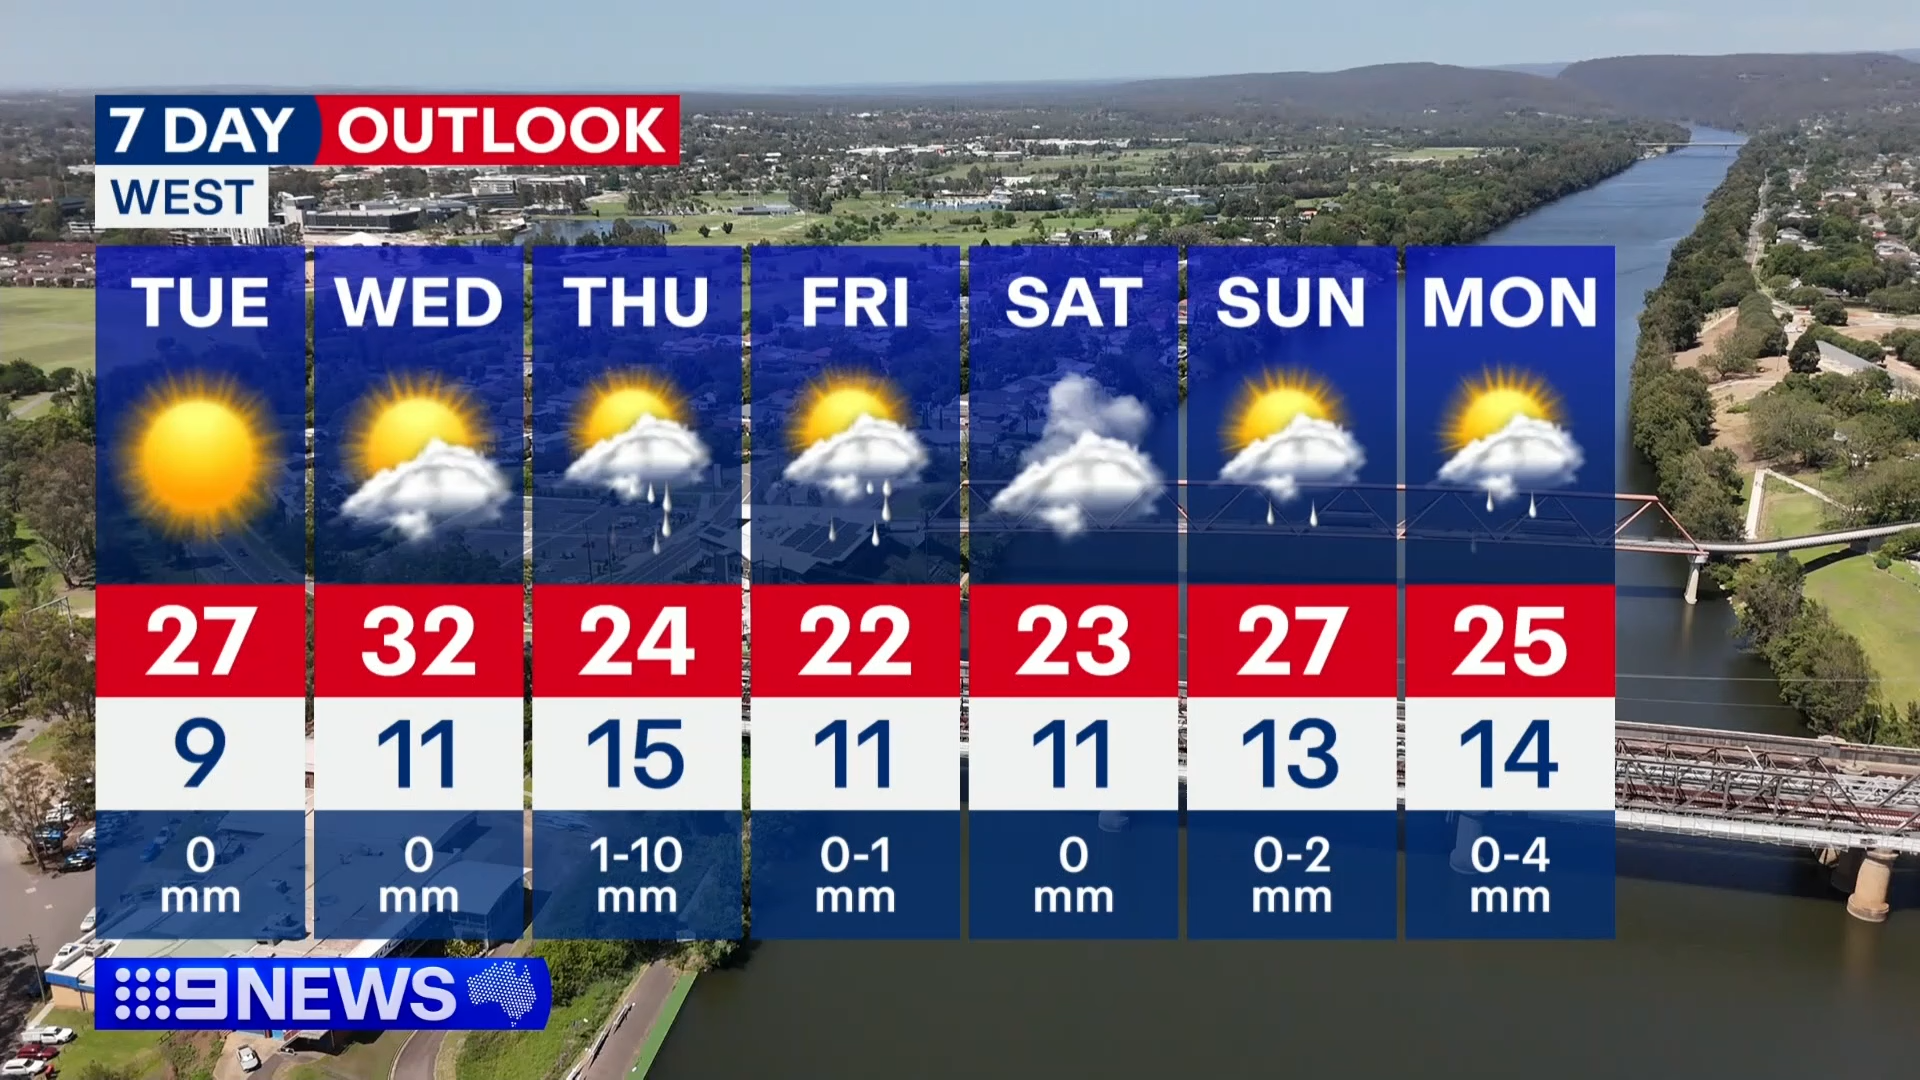 7 DAY OUTLOOK
WEST
TUE WED THU FRI SAT SUN MON
27 32 24 22 23 27 25
9 11 15 11 11 13 14
0 mm 0 mm 1-10 mm 0-1 mm 0 mm 0-2 mm 0-4 mm
9NEWS